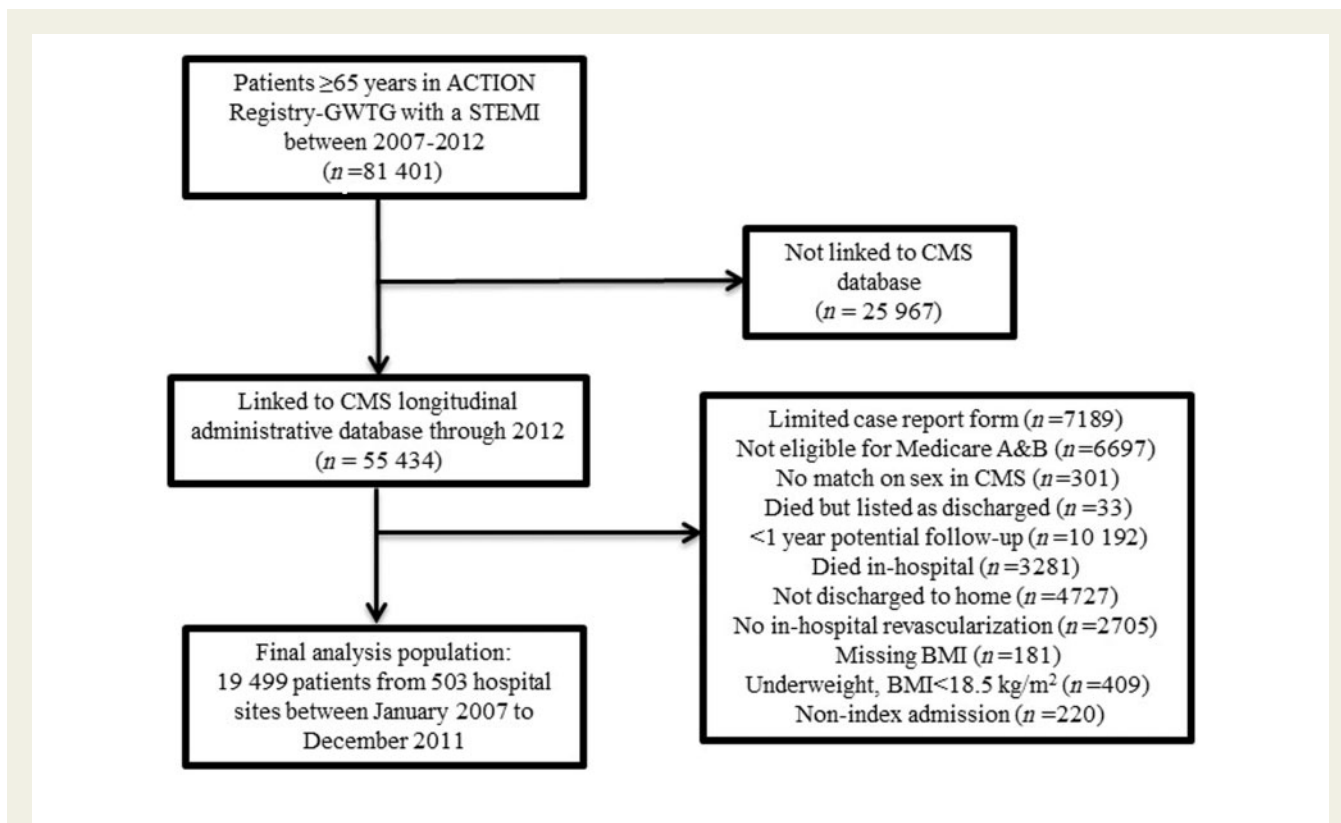 Patients ≥65 years in ACTION
Registry-GWTG with a STEMI
between 2007-2012
(n =81 401)
Not linked to CMS
database
(n = 25 967)
Linked to CMS longitudinal
administrative database through 2012
(n = 55 434)
Limited case report form (n =7189)
Not eligible for Medicare A&B (n =6697)
No match on sex in CMS (n =301)
Died but listed as discharged (n =33)
<1 year potential follow-up (n =10 192)
Died in-hospital (n =3281)
Not discharged to home (n =4727)
No in-hospital revascularization (n =2705)
Missing BMI (n =181)
Underweight, BMI<18.5 kg/m² (n =409)
Non-index admission (n =220)
Final analysis population:
19 499 patients from 503 hospital
sites between January 2007 to
December 2011